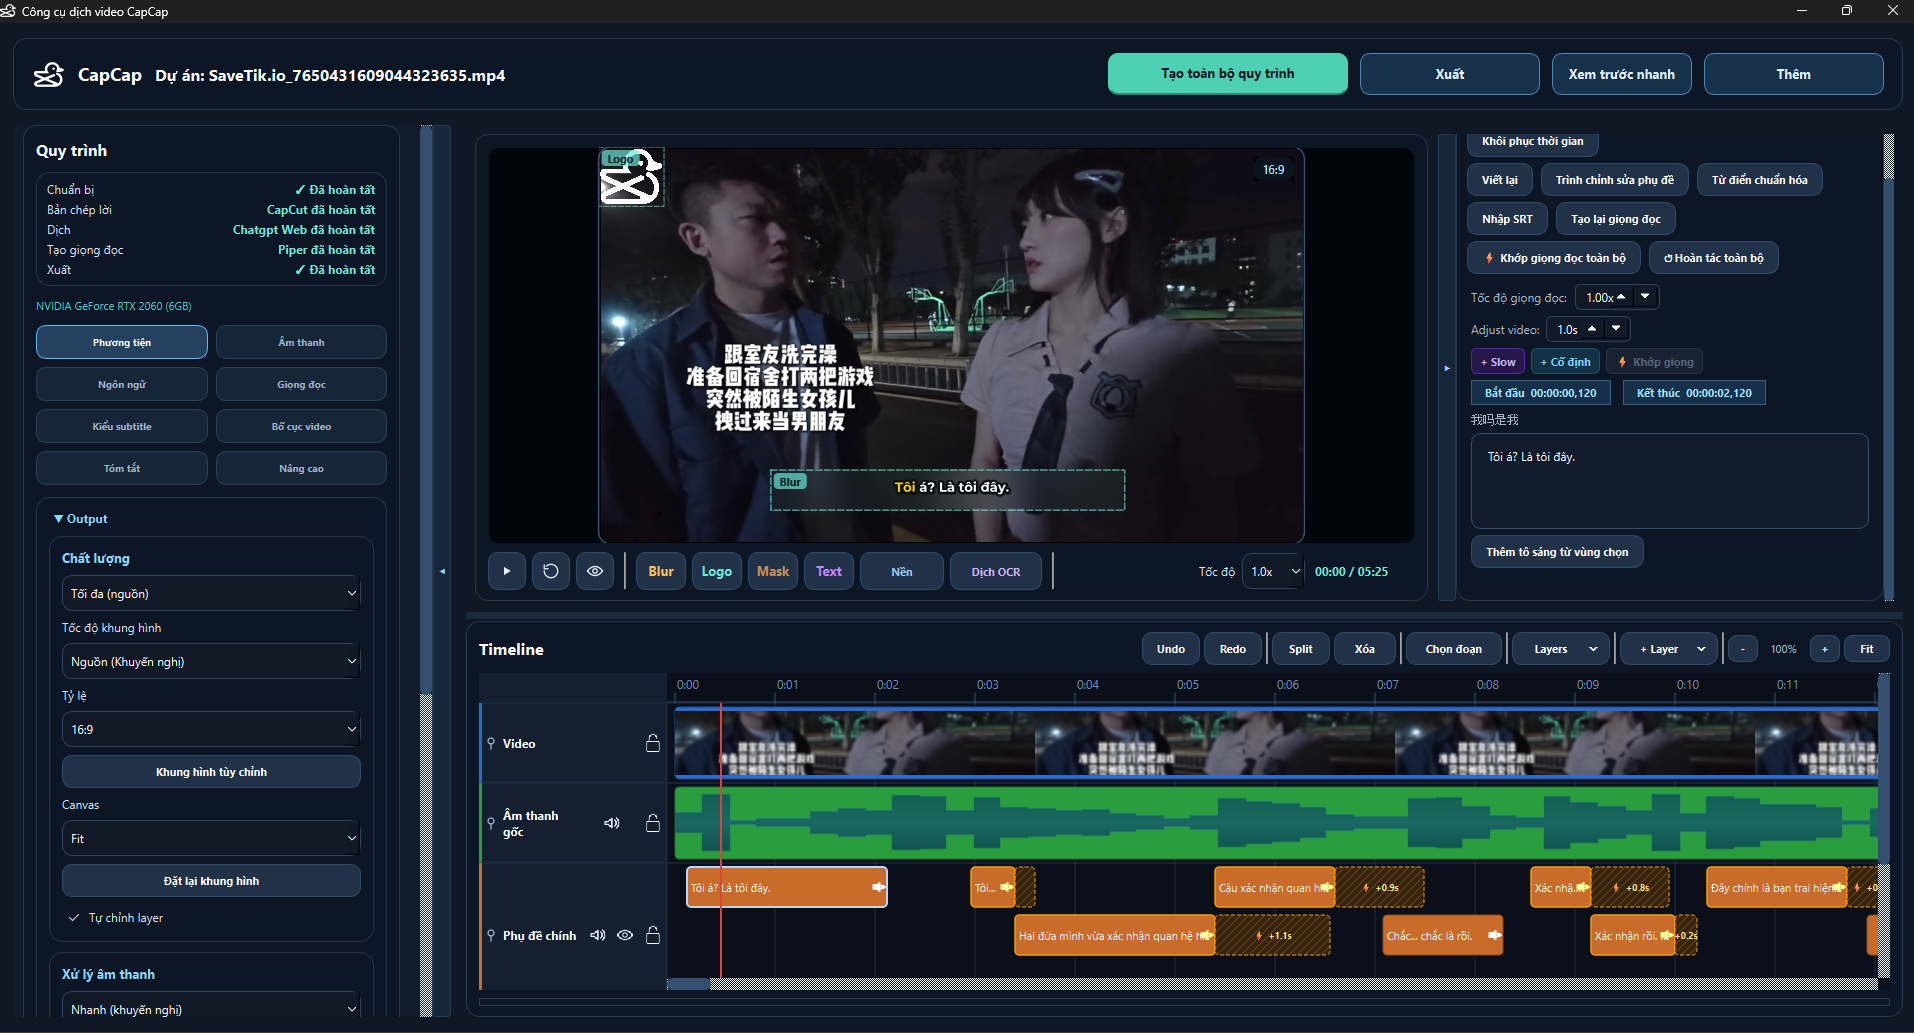 Công cụ dịch video CapCap
CapCap Dự án: SaveTik.io_7650431609044323635.mp4
Tạo toàn bộ quy trình
Xuất
Xem trước nhanh
Thêm
Quy trình
Chuẩn bị ✓ Đã hoàn tất
Bản chép lời CapCut đã hoàn tất
Dịch Chatgpt Web đã hoàn tất
Tạo giọng đọc Piper đã hoàn tất
Xuất ✓ Đã hoàn tất
NVIDIA GeForce RTX 2060 (6GB)
Phương tiện
Âm thanh
Ngôn ngữ
Giọng đọc
Kiểu subtitle
Bố cục video
Tóm tắt
Nâng cao
▼ Output
Chất lượng
Tối đa (nguồn)
Tốc độ khung hình
Nguồn (Khuyến nghị)
Tỷ lệ
16:9
Khung hình tùy chỉnh
Canvas
Fit
Đặt lại khung hình
✓ Tự chỉnh layer
Xử lý âm thanh
Nhanh (khuyến nghị)
Logo
16:9
跟室友洗完澡
准备回宿舍打两把游戏
突然被陌生女孩儿
拽过来当男朋友
Blur
Tôi á? Là tôi đây.
Blur
Logo
Mask
Text
Nền
Dịch OCR
Tốc độ 1.0x
00:00 / 05:25
Khôi phục thời gian
Viết lại
Trình chỉnh sửa phụ đề
Từ điển chuẩn hóa
Nhập SRT
Tạo lại giọng đọc
Khớp giọng đọc toàn bộ
Hoàn tác toàn bộ
Tốc độ giọng đọc: 1.00x
Adjust video: 1.0s
+ Slow
+ Cố định
Khớp giọng
Bắt đầu 00:00:00,120
Kết thúc 00:00:02,120
我吗是我
Tôi á? Là tôi đây.
Thêm tô sáng từ vùng chọn
Timeline
Undo
Redo
Split
Xóa
Chọn đoạn
Layers
+ Layer
-
100%
+
Fit
0:00 0:01 0:02 0:03 0:04 0:05 0:06 0:07 0:08 0:09 0:10 0:11
Video
Âm thanh
gốc
Phụ đề chính
Tôi á? Là tôi đây.
Tôi...
Cậu xác nhận quan h
+0.9s
Xác nhậ..
+0.8s
Đây chính là bạn trai hiện
+0
Hai đứa mình vừa xác nhận quan hệ h
+1.1s
Chắc... chắc là rồi.
Xác nhận rồi.
+0.2s